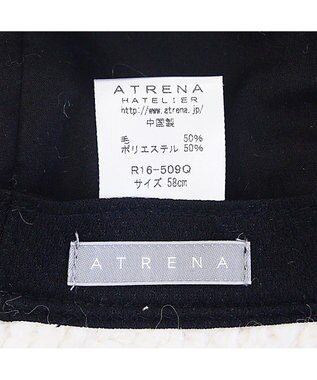 ATRENA
HATELIER
http://www.atrena.jp/
中国製
毛 50%
ポリエステル 50%
R16-509Q
サイズ 58cm
ATRENA